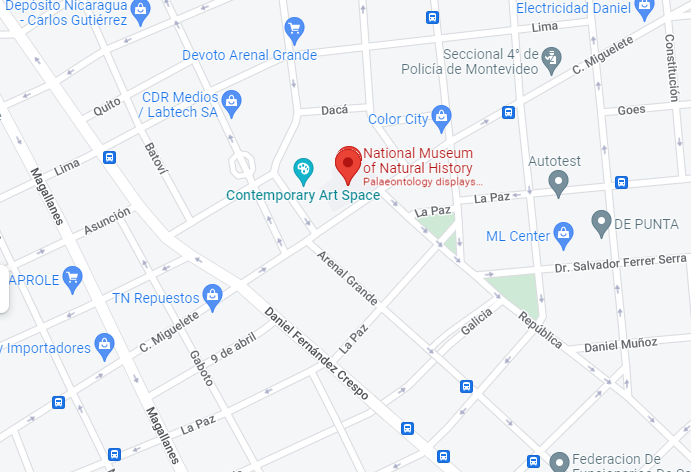 Depósito Nicaragua
- Carlos Gutiérrez
Electricidad Daniel
Lima
Devoto Arenal Grande
Seccional 4° de
Policía de Montevideo
C. Miguelete
Constitución
CDR Medios
/ Labtech SA
Quito
Dacá
Color City
Goes
Batoví
National Museum
of Natural History
Palaeontology displays...
Autotest
Lima
Magallanes
Contemporary Art Space
La Paz
La Paz
Asunción
ML Center
DE PUNTA
APROLE
Arenal Grande
Dr. Salvador Ferrer Serra
TN Repuestos
C. Miguelete
9 de abril
La Paz
Galicia
República
Daniel Muñoz
y Importadores
Gaboto
Daniel Fernández Crespo
Magallanes
La Paz
Federacion De